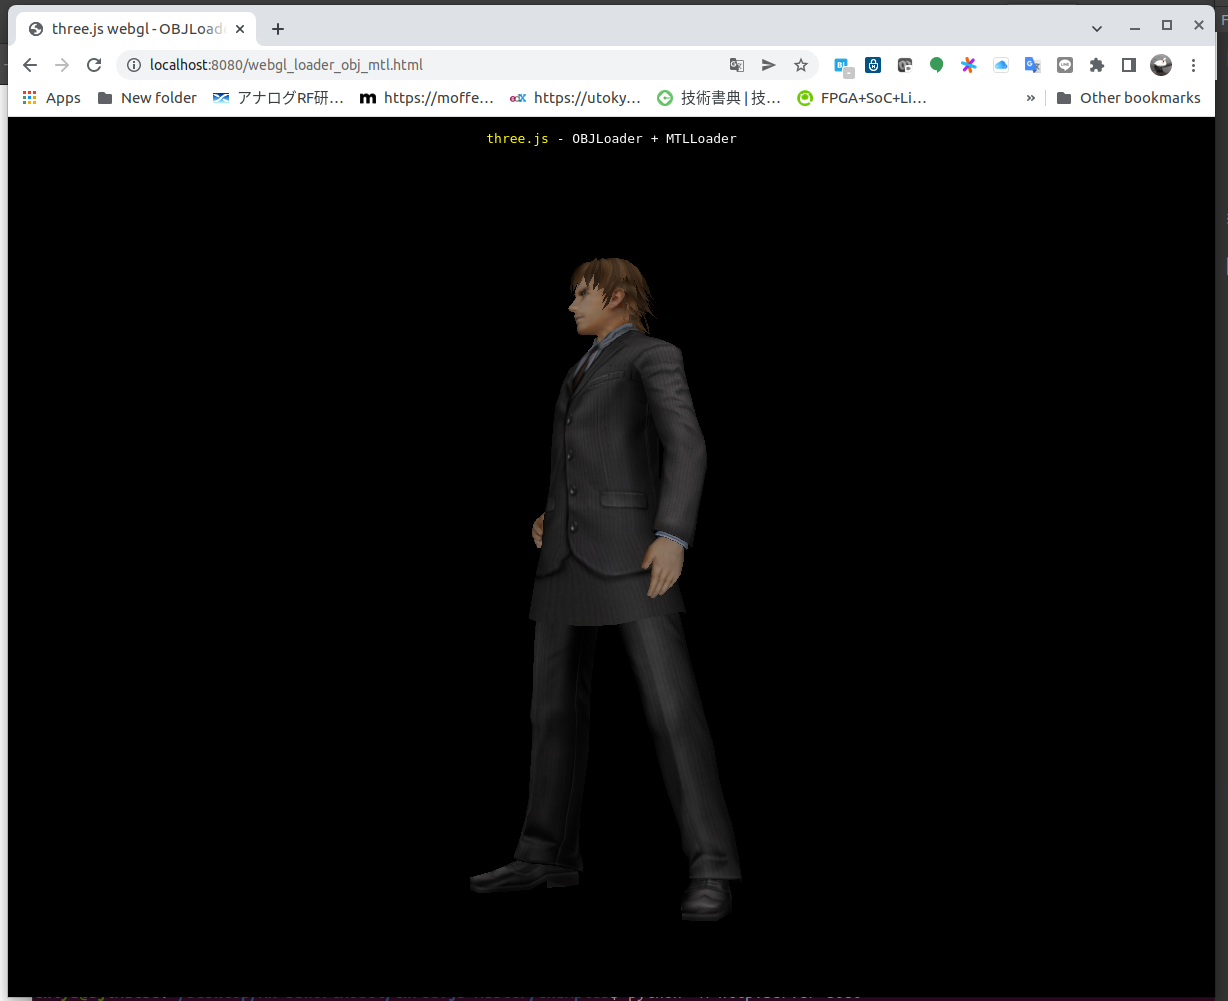 three.js webgl - OBJLoad
localhost:8080/webgl_loader_obj_mtl.html
Apps New folder アナログRF研… https://moffe… https://utoky… 技術書典 | 技… FPGA+SoC+Li… » Other bookmarks
three.js - OBJLoader + MTLLoader